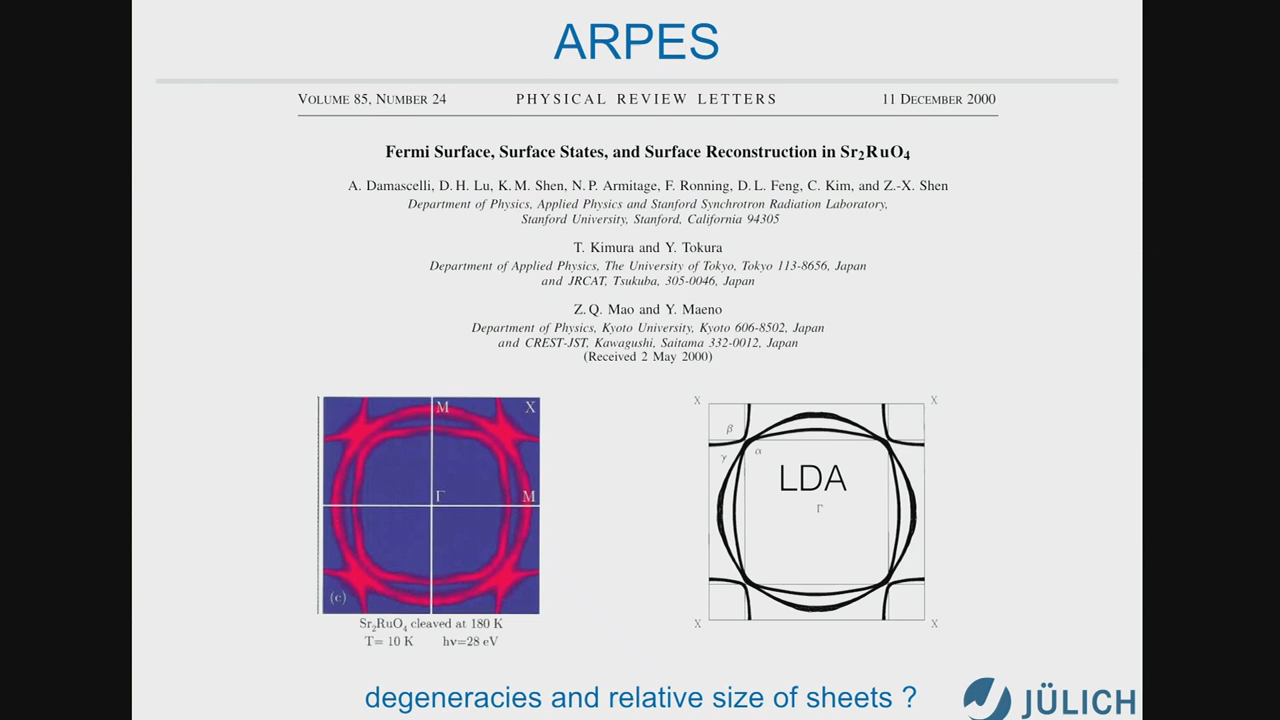 ARPES
VOLUME 85, NUMBER 24 PHYSICAL REVIEW LETTERS 11 DECEMBER 2000
Fermi Surface, Surface States, and Surface Reconstruction in Sr₂RuO₄
A. Damascelli, D. H. Lu, K. M. Shen, N. P. Armitage, F. Ronning, D. L. Feng, C. Kim, and Z.-X. Shen
Department of Physics, Applied Physics and Stanford Synchrotron Radiation Laboratory,
Stanford University, Stanford, California 94305
T. Kimura and Y. Tokura
Department of Applied Physics, The University of Tokyo, Tokyo 113-8656, Japan
and JRCAT, Tsukuba, 305-0046, Japan
Z. Q. Mao and Y. Maeno
Department of Physics, Kyoto University, Kyoto 606-8502, Japan
and CREST-JST, Kawagushi, Saitama 332-0012, Japan
(Received 2 May 2000)
M X
Γ M
(c)
Sr₂RuO₄ cleaved at 180 K
T= 10 K hν=28 eV
X X
β
γ α
LDA
Γ
X X
degeneracies and relative size of sheets ?
JÜLICH